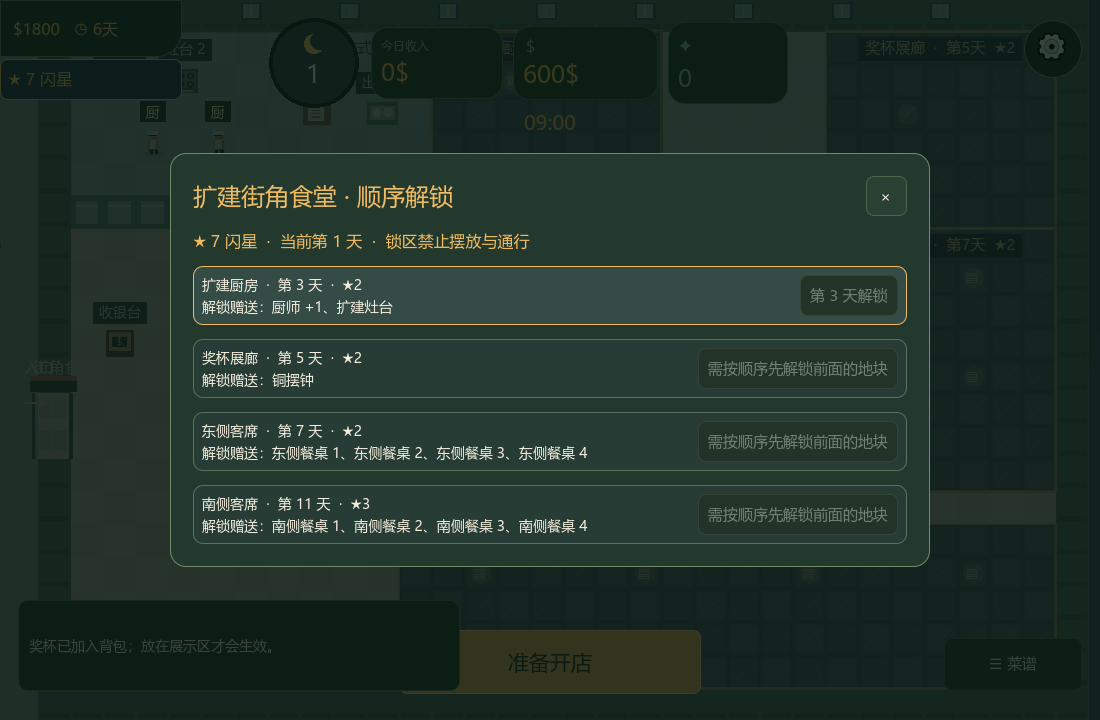 $1800 ◷ 6天
★ 7 闪星
灶台 2
厨
厨
1
今日收入
0$
$
600$
✦
0
09:00
奖杯展廊 · 第5天 ★2
· 第7天 ★2
收银台
扩建街角食堂 · 顺序解锁
×
★ 7 闪星 · 当前第 1 天 · 锁区禁止摆放与通行
扩建厨房 · 第 3 天 · ★2
解锁赠送：厨师 +1、扩建灶台
第 3 天解锁
奖杯展廊 · 第 5 天 · ★2
解锁赠送：铜摆钟
需按顺序先解锁前面的地块
东侧客席 · 第 7 天 · ★2
解锁赠送：东侧餐桌 1、东侧餐桌 2、东侧餐桌 3、东侧餐桌 4
需按顺序先解锁前面的地块
南侧客席 · 第 11 天 · ★3
解锁赠送：南侧餐桌 1、南侧餐桌 2、南侧餐桌 3、南侧餐桌 4
需按顺序先解锁前面的地块
奖杯已加入背包；放在展示区才会生效。
准备开店
☰ 菜谱